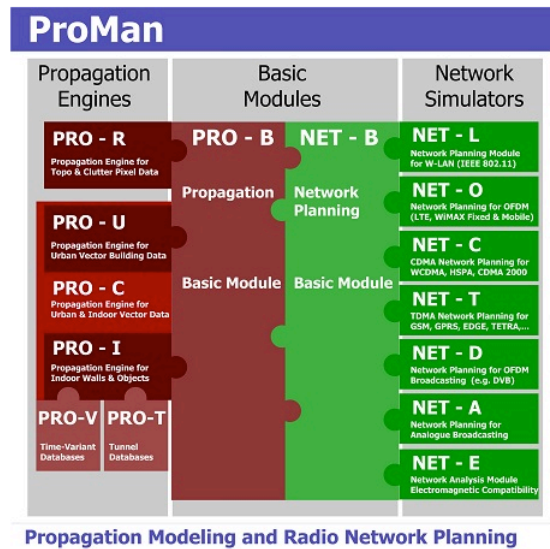 ProMan
Propagation
Engines
Basic
Modules
Network
Simulators
PRO - R
Propagation Engine for
Topo & Clutter Pixel Data
PRO - U
Propagation Engine for
Urban Vector Building Data
PRO - C
Propagation Engine for
Urban & Indoor Vector Data
PRO - I
Propagation Engine for
Indoor Walls & Objects
PRO-V
Time-Variant
Databases
PRO-T
Tunnel
Databases
PRO - B
Propagation
Basic Module
NET - B
Network
Planning
Basic Module
NET - L
Network Planning Module
for W-LAN (IEEE 802.11)
NET - O
Network Planning for OFDM
(LTE, WiMAX Fixed & Mobile)
NET - C
CDMA Network Planning for
WCDMA, HSPA, CDMA 2000
NET - T
TDMA Network Planning for
GSM, GPRS, EDGE, TETRA,...
NET - D
Network Planning for OFDM
Broadcasting (e.g. DVB)
NET - A
Network Planning for
Analogue Broadcasting
NET - E
Network Analysis Module
Electromagnetic Compatibility
Propagation Modeling and Radio Network Planning